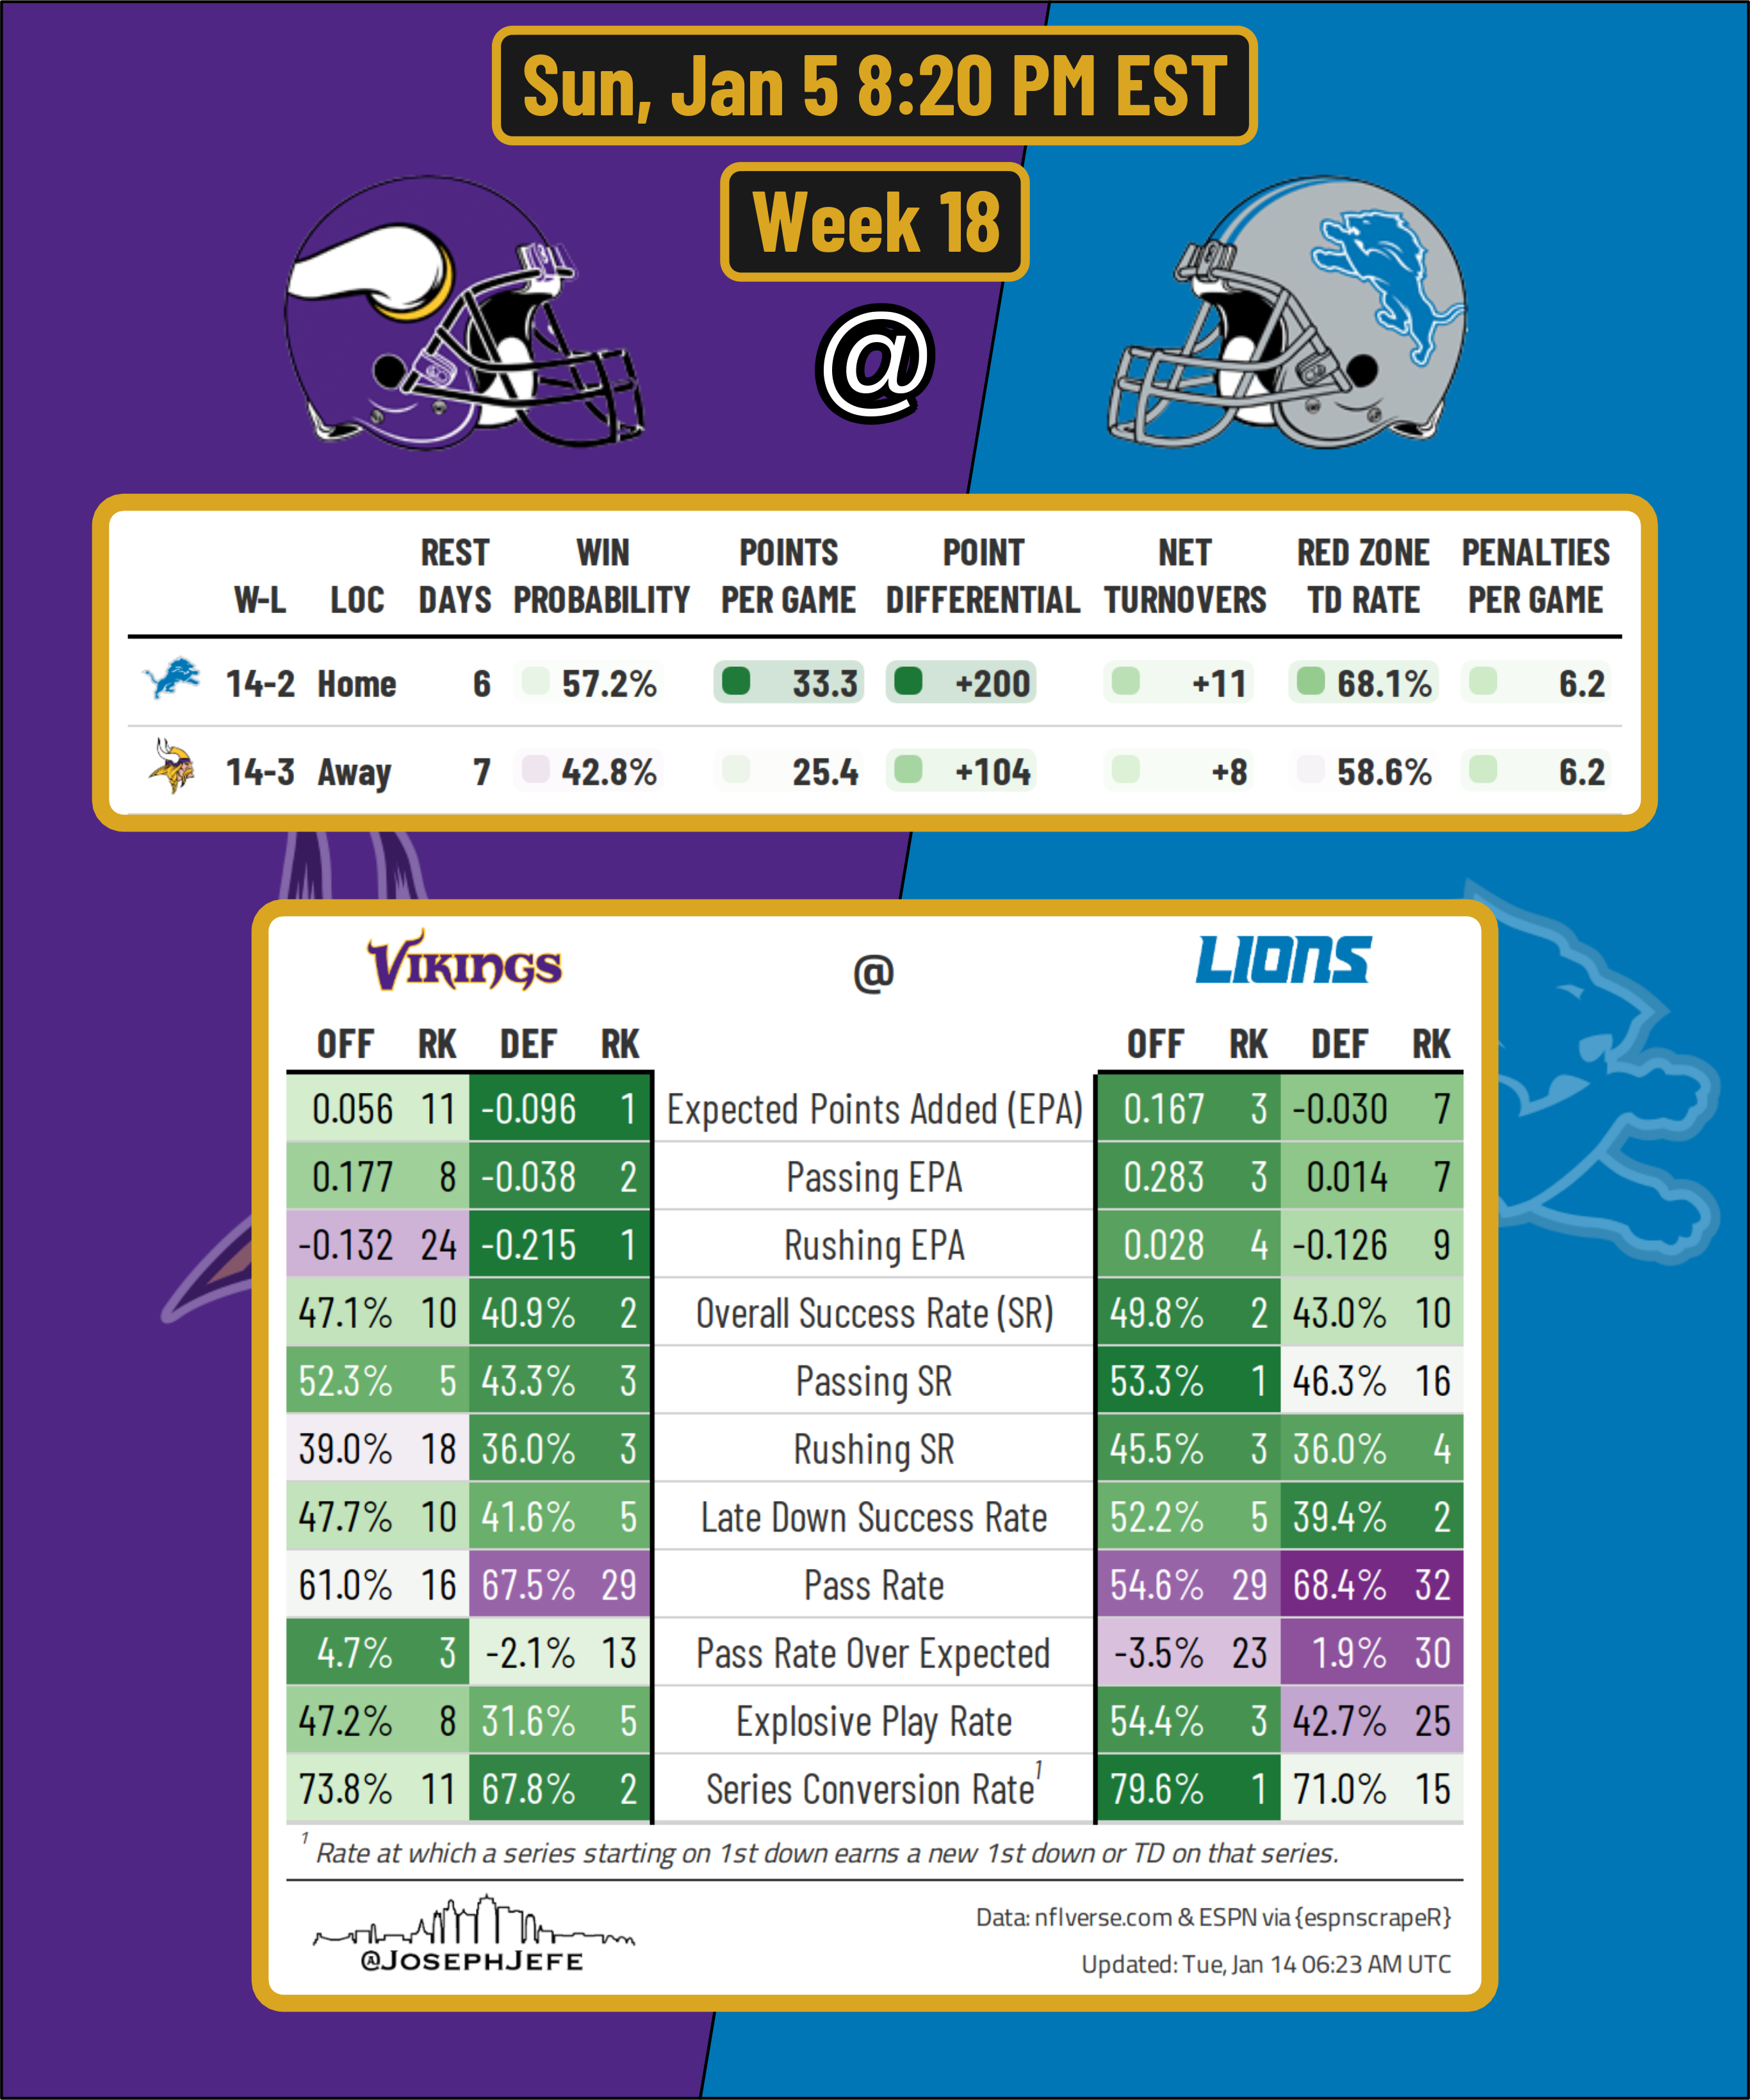 Sun, Jan 5 8:20 PM EST
Week 18
@
W-L LOC REST DAYS WIN PROBABILITY POINTS PER GAME POINT DIFFERENTIAL NET TURNOVERS RED ZONE TD RATE PENALTIES PER GAME
14-2 Home 6 57.2% 33.3 +200 +11 68.1% 6.2
14-3 Away 7 42.8% 25.4 +104 +8 58.6% 6.2
VIKINGS @ LIONS
OFF RK DEF RK OFF RK DEF RK
0.056 11 -0.096 1 Expected Points Added (EPA) 0.167 3 -0.030 7
0.177 8 -0.038 2 Passing EPA 0.283 3 0.014 7
-0.132 24 -0.215 1 Rushing EPA 0.028 4 -0.126 9
47.1% 10 40.9% 2 Overall Success Rate (SR) 49.8% 2 43.0% 10
52.3% 5 43.3% 3 Passing SR 53.3% 1 46.3% 16
39.0% 18 36.0% 3 Rushing SR 45.5% 3 36.0% 4
47.7% 10 41.6% 5 Late Down Success Rate 52.2% 5 39.4% 2
61.0% 16 67.5% 29 Pass Rate 54.6% 29 68.4% 32
4.7% 3 -2.1% 13 Pass Rate Over Expected -3.5% 23 1.9% 30
47.2% 8 31.6% 5 Explosive Play Rate 54.4% 3 42.7% 25
73.8% 11 67.8% 2 Series Conversion Rate¹ 79.6% 1 71.0% 15
¹ Rate at which a series starting on 1st down earns a new 1st down or TD on that series.
@JOSEPHJEFE
Data: nflverse.com & ESPN via {espnscrapeR}
Updated: Tue, Jan 14 06:23 AM UTC